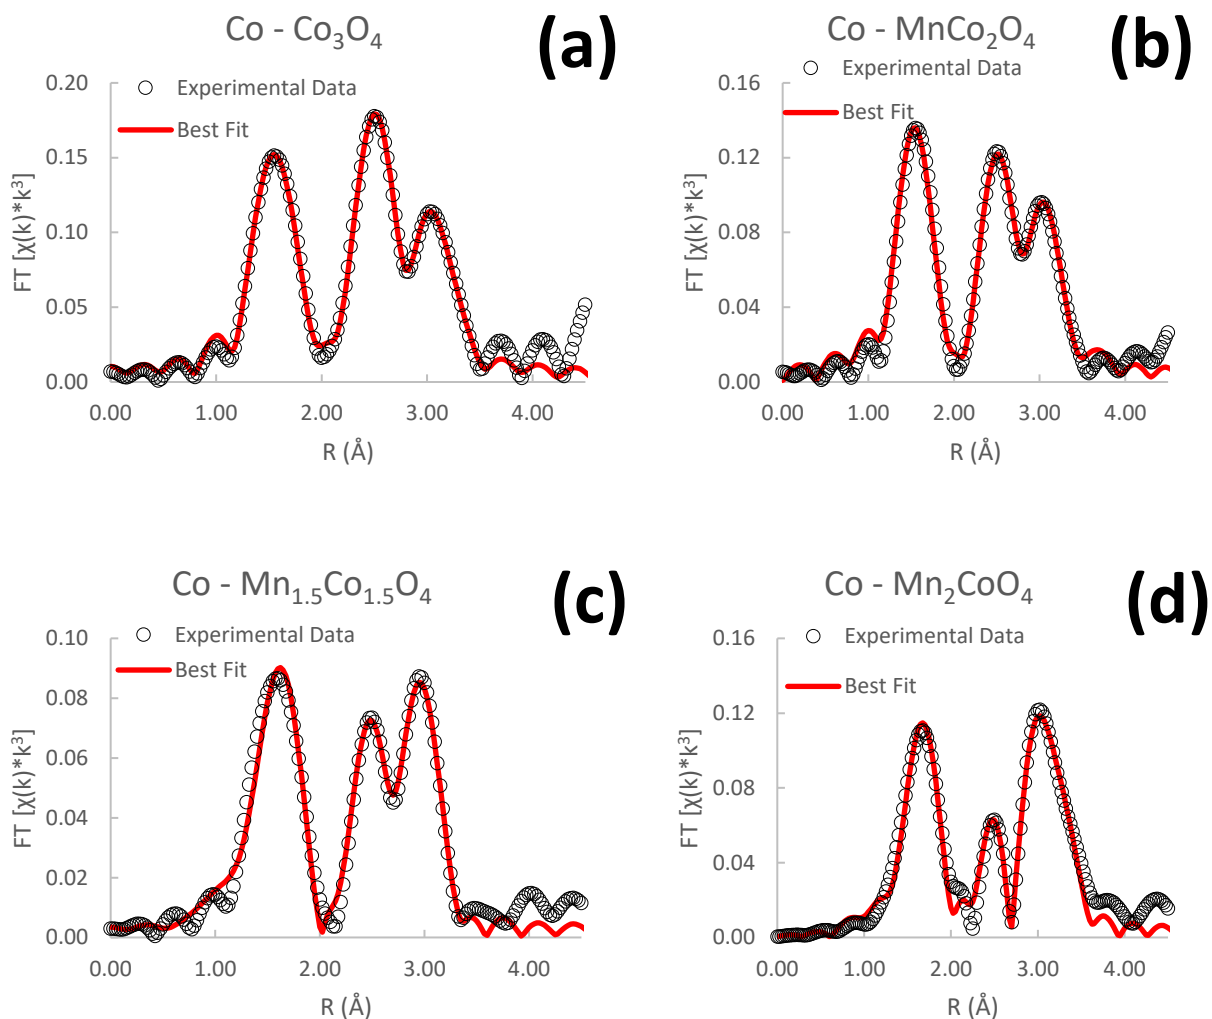 Co - Co₃O₄
(a)
Experimental Data
Best Fit
0.20
0.15
0.10
0.05
0.00
FT [χ(k)*k³]
0.00 1.00 2.00 3.00 4.00
R (Å)
Co - MnCo₂O₄
(b)
Experimental Data
Best Fit
0.16
0.12
0.08
0.04
0.00
FT [χ(k)*k³]
0.00 1.00 2.00 3.00 4.00
R (Å)
Co - Mn₁.₅Co₁.₅O₄
(c)
Experimental Data
Best Fit
0.10
0.08
0.06
0.04
0.02
0.00
FT [χ(k)*k³]
0.00 1.00 2.00 3.00 4.00
R (Å)
Co - Mn₂CoO₄
(d)
Experimental Data
Best Fit
0.16
0.12
0.08
0.04
0.00
FT [χ(k)*k³]
0.00 1.00 2.00 3.00 4.00
R (Å)